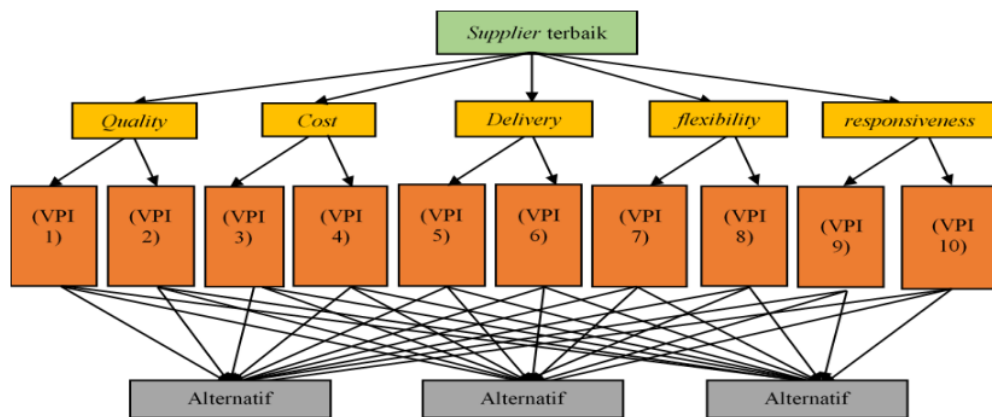 Supplier terbaik
Quality
Cost
Delivery
flexibility
responsiveness
(VPI
1)
(VPI
2)
(VPI
3)
(VPI
4)
(VPI
5)
(VPI
6)
(VPI
7)
(VPI
8)
(VPI
9)
(VPI
10)
Alternatif
Alternatif
Alternatif